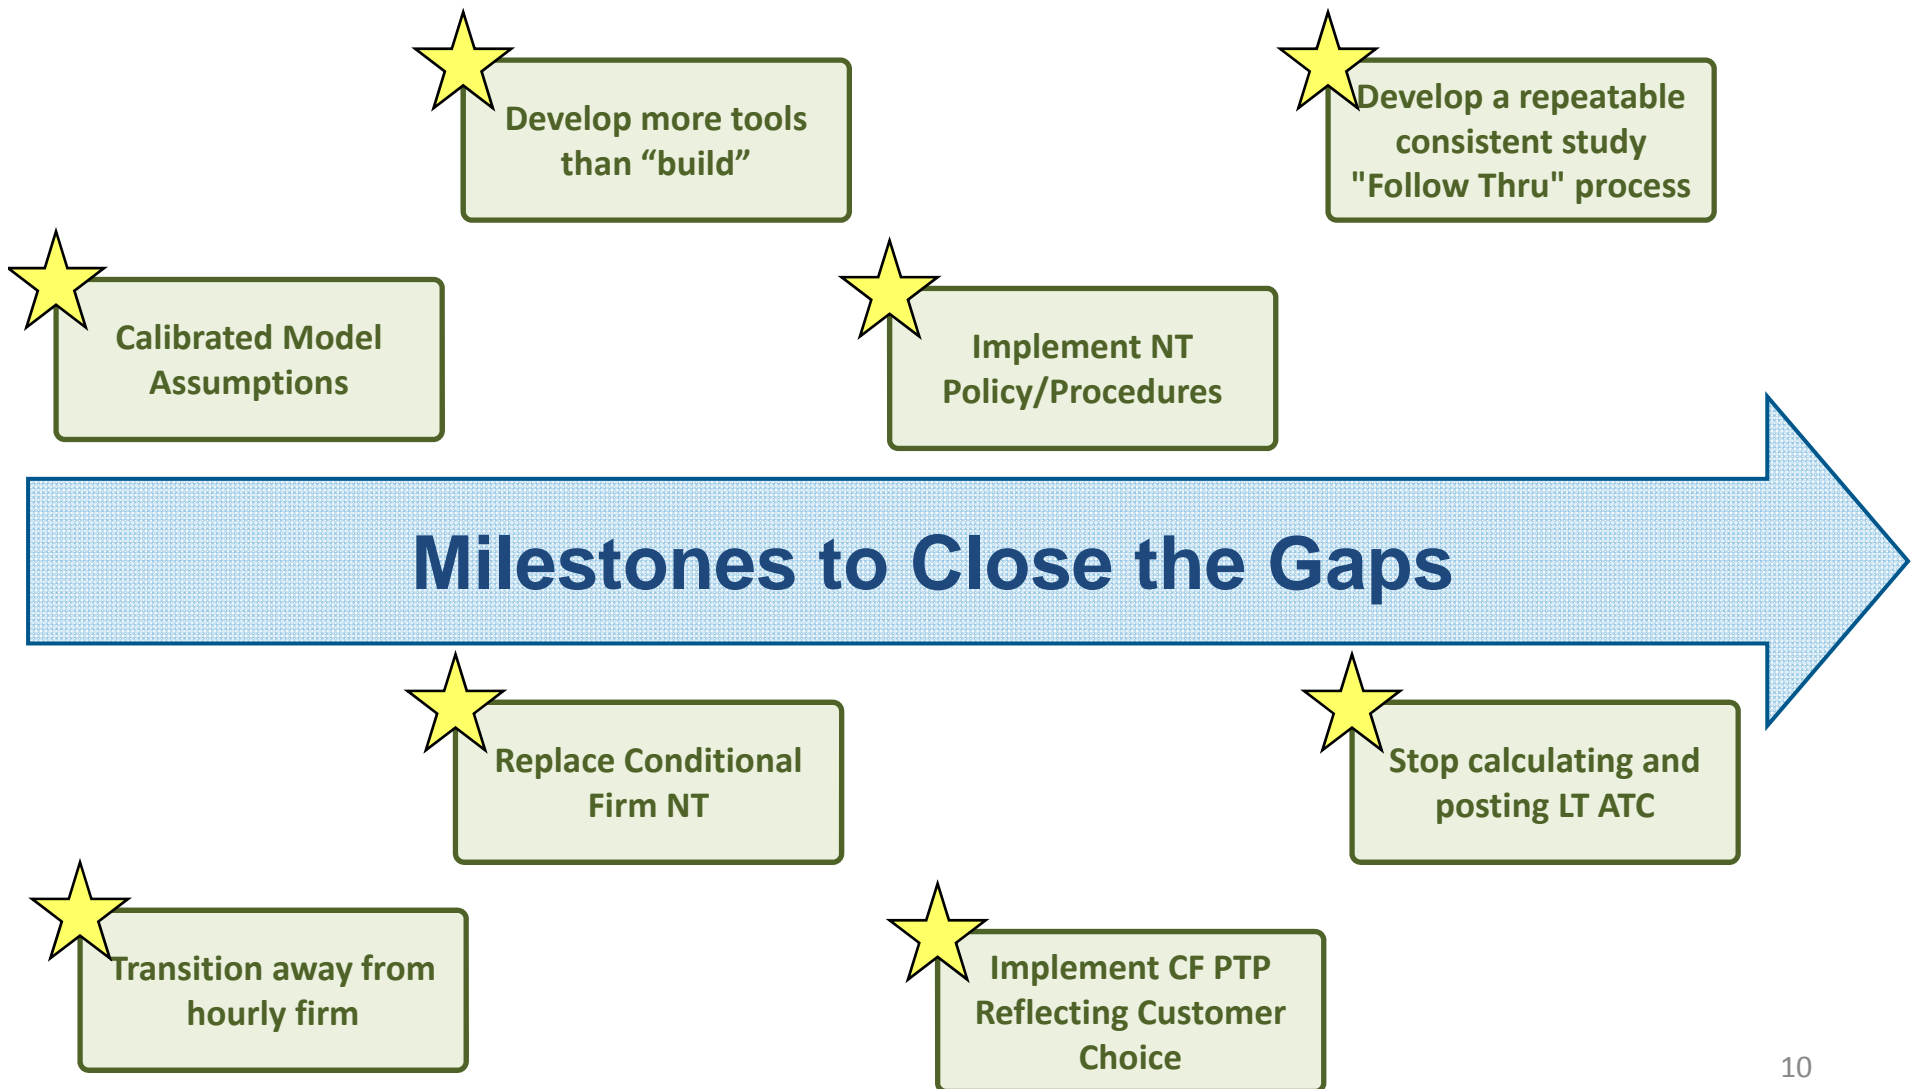 Develop more tools
than “build”
Develop a repeatable
consistent study
"Follow Thru" process
Calibrated Model
Assumptions
Implement NT
Policy/Procedures
Milestones to Close the Gaps
Replace Conditional
Firm NT
Stop calculating and
posting LT ATC
Transition away from
hourly firm
Implement CF PTP
Reflecting Customer
Choice
10